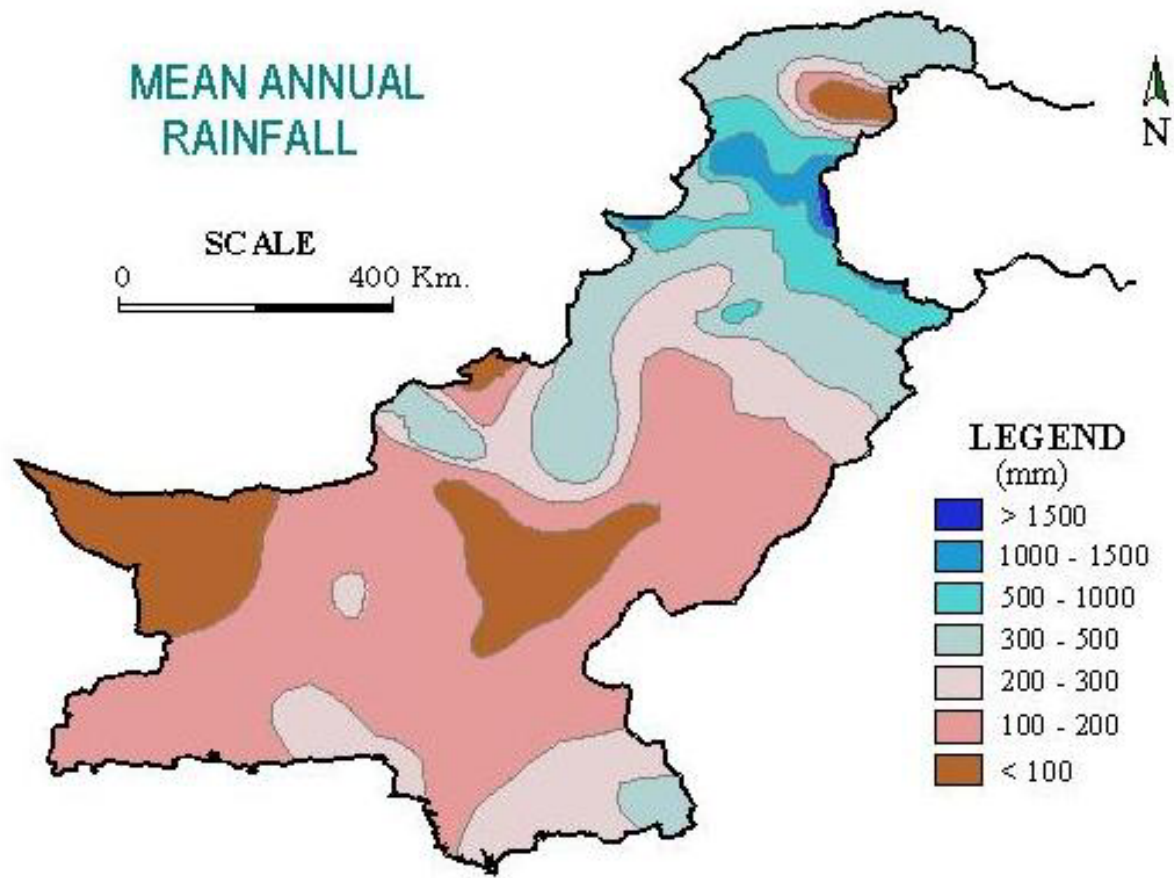 MEAN ANNUAL
RAINFALL
N
SCALE
0 400 Km.
LEGEND
(mm)
> 1500
1000 - 1500
500 - 1000
300 - 500
200 - 300
100 - 200
< 100